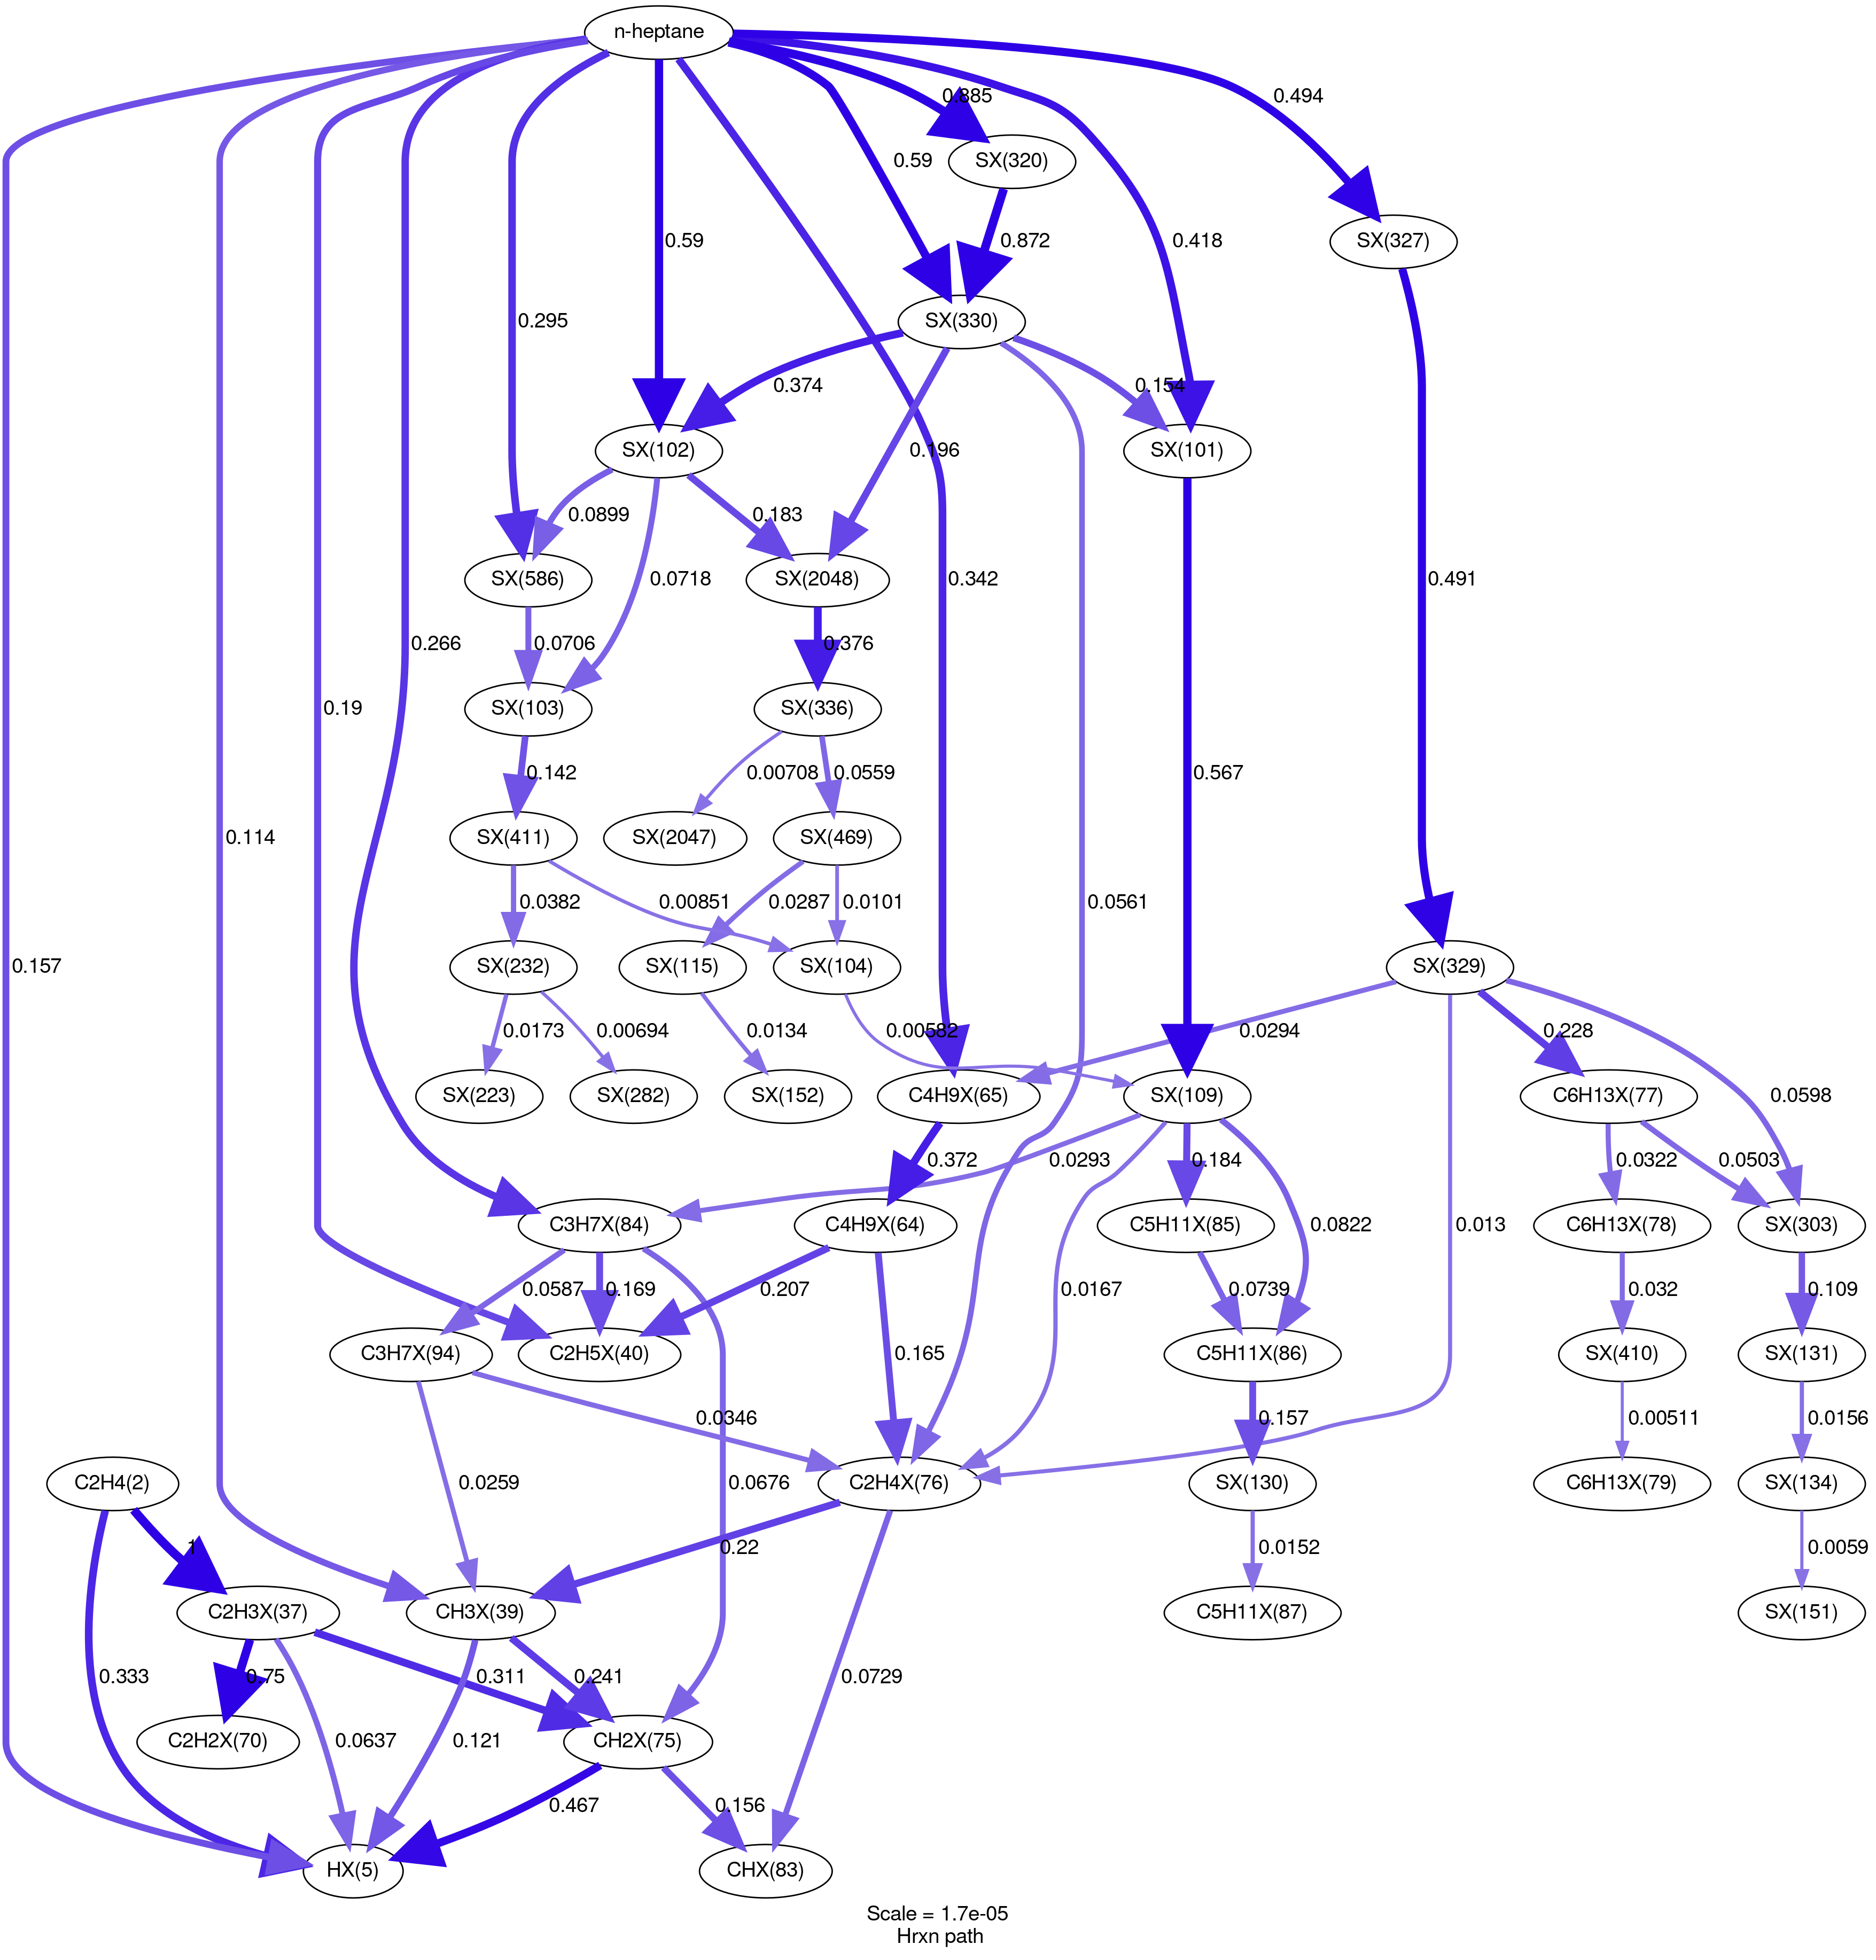 n-heptane
0.885
0.494
SX(320)
0.59
0.59
0.872
0.418
SX(327)
0.295
SX(330)
0.374
0.154
SX(102)
0.196
SX(101)
0.0899
0.183
SX(586)
0.0718
SX(2048)
0.342
0.491
0.567
0.266
0.0706
0.376
0.19
SX(103)
SX(336)
0.142
0.00708
0.0559
0.114
SX(411)
SX(2047)
SX(469)
0.0382
0.00851
0.0287
0.0101
0.0561
0.157
SX(232)
SX(115)
SX(104)
SX(329)
0.0173
0.00694
0.0134
0.00582
0.0294
0.228
SX(223)
SX(282)
SX(152)
C4H9X(65)
SX(109)
C6H13X(77)
0.0598
0.372
0.0293
0.184
0.0322
0.0503
C3H7X(84)
C4H9X(64)
C5H11X(85)
0.0822
0.013
C6H13X(78)
SX(303)
0.0587
0.169
0.207
0.0167
0.0739
0.032
0.109
C3H7X(94)
C2H5X(40)
0.165
C5H11X(86)
SX(410)
SX(131)
0.0346
0.157
0.00511
0.0156
C2H4(2)
0.0259
0.0676
C2H4X(76)
SX(130)
C6H13X(79)
SX(134)
1
0.22
0.0152
0.0059
C2H3X(37)
CH3X(39)
C5H11X(87)
SX(151)
0.333
0.75
0.311
0.241
0.0729
C2H2X(70)
0.0637
0.121
CH2X(75)
0.467
0.156
HX(5)
CHX(83)
Scale = 1.7e-05
Hrxn path